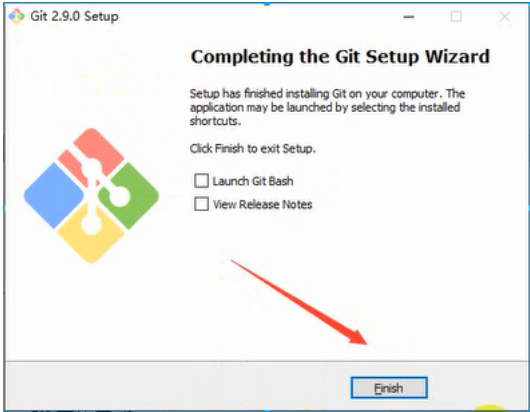 Git 2.9.0 Setup
Completing the Git Setup Wizard
Setup has finished installing Git on your computer. The
application may be launched by selecting the installed
shortcuts.
Click Finish to exit Setup.
Launch Git Bash
View Release Notes
Finish